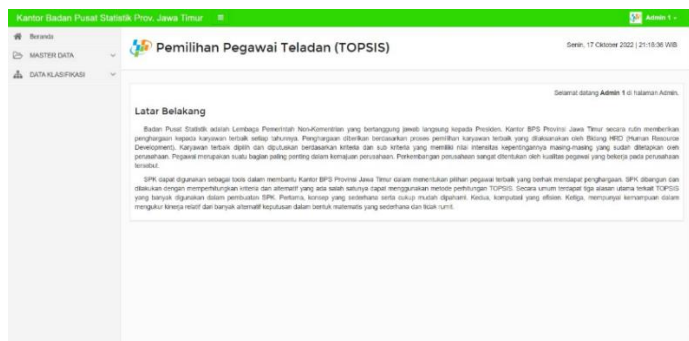 Kantor Badan Pusat Statistik Prov. Jawa Timur
Admin 1
Beranda
MASTER DATA
DATA KLASIFIKASI
Pemilihan Pegawai Teladan (TOPSIS)
Senin, 17 Oktober 2022 | 21:18:36 WIB
Selamat datang Admin 1 di halaman Admin.
Latar Belakang
Badan Pusat Statistik adalah Lembaga Pemerintah Non-Kementrian yang bertanggung jawab langsung kepada Presiden. Kantor BPS Provinsi Jawa Timur secara rutin memberikan
penghargaan kepada karyawan terbaik setiap tahunnya. Penghargaan diberikan berdasarkan proses pemilihan karyawan terbaik yang dilaksanakan oleh Bidang HRD (Human Resource
Development). Karyawan terbaik dipilih dan diputuskan berdasarkan kriteria dan sub kriteria yang memiliki nilai intensitas kepentingannya masing-masing yang sudah ditetapkan oleh
perusahaan. Pegawai merupakan suatu bagian paling penting dalam kemajuan perusahaan. Perkembangan perusahaan sangat ditentukan oleh kualitas pegawai yang bekerja pada perusahaan
tersebut.
SPK dapat digunakan sebagai tools dalam membantu Kantor BPS Provinsi Jawa Timur dalam menentukan pilihan pegawai terbaik yang berhak mendapat penghargaan. SPK dibangun dan
dilakukan dengan memperhitungkan kriteria dan alternatif yang ada salah satunya dapat menggunakan metode perhitungan TOPSIS. Secara umum terdapat tiga alasan utama terkait TOPSIS
yang banyak digunakan dalam pembuatan SPK. Pertama, konsep yang sederhana serta cukup mudah dipahami. Kedua, komputasi yang efisien. Ketiga, mempunyai kemampuan dalam
mengukur kinerja relatif dari banyak alternatif keputusan dalam bentuk matematis yang sederhana dan tidak rumit.